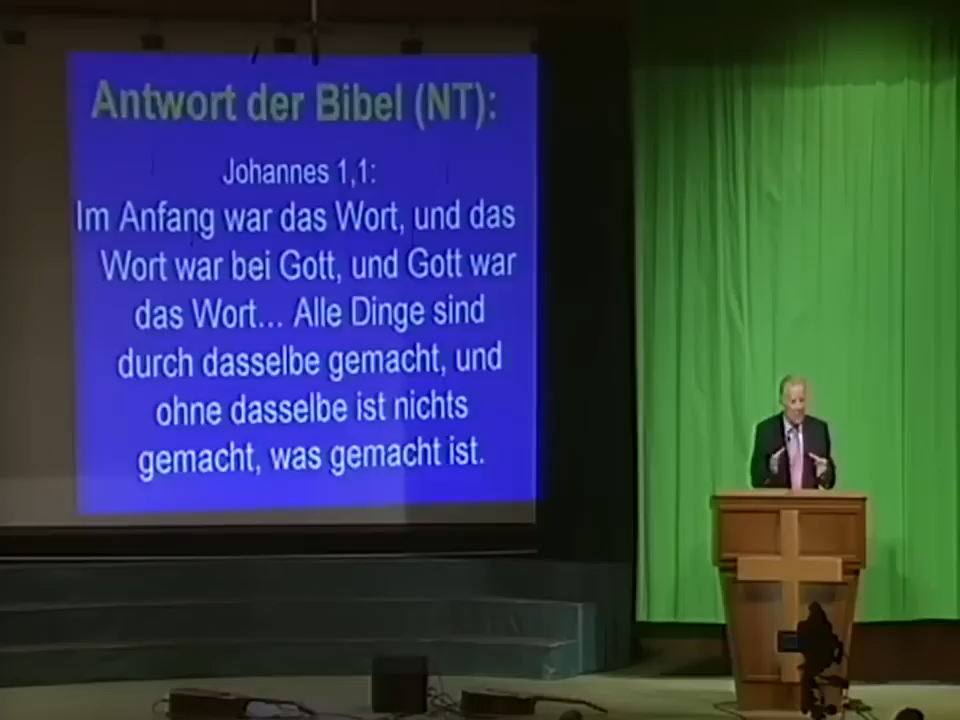 Antwort der Bibel (NT):
Johannes 1,1:
Im Anfang war das Wort, und das
Wort war bei Gott, und Gott war
das Wort... Alle Dinge sind
durch dasselbe gemacht, und
ohne dasselbe ist nichts
gemacht, was gemacht ist.